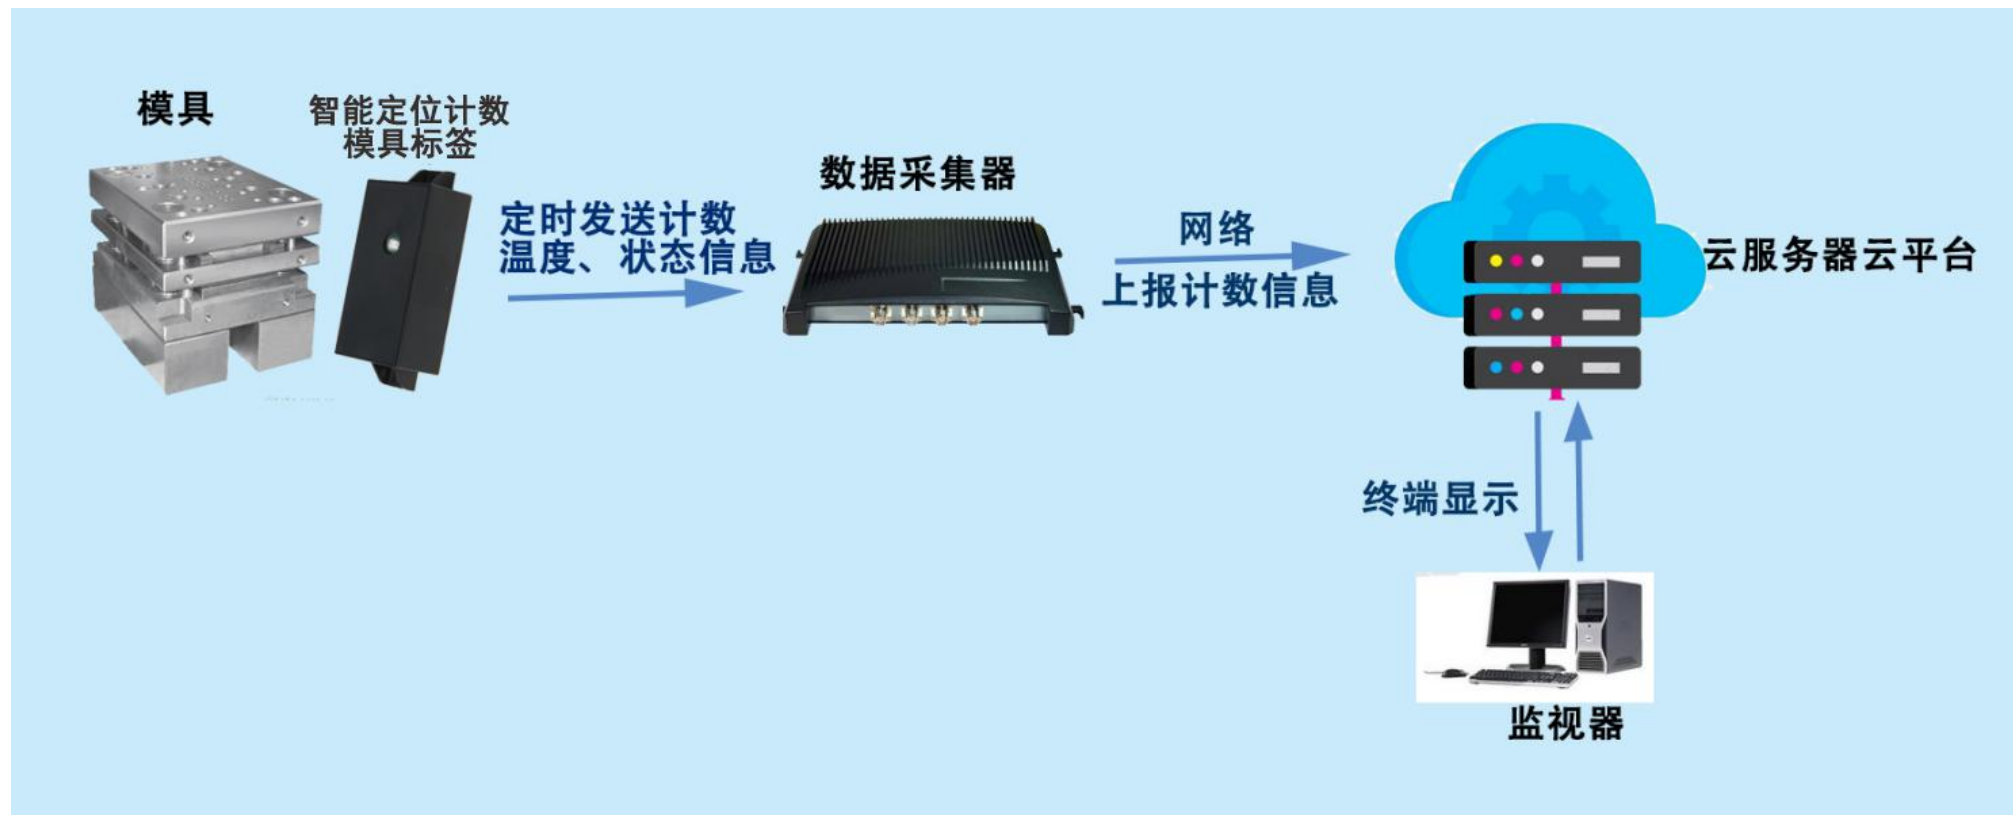 模具
智能定位计数
模具标签
定时发送计数
温度、状态信息
数据采集器
网络
上报计数信息
云服务器云平台
终端显示
监视器